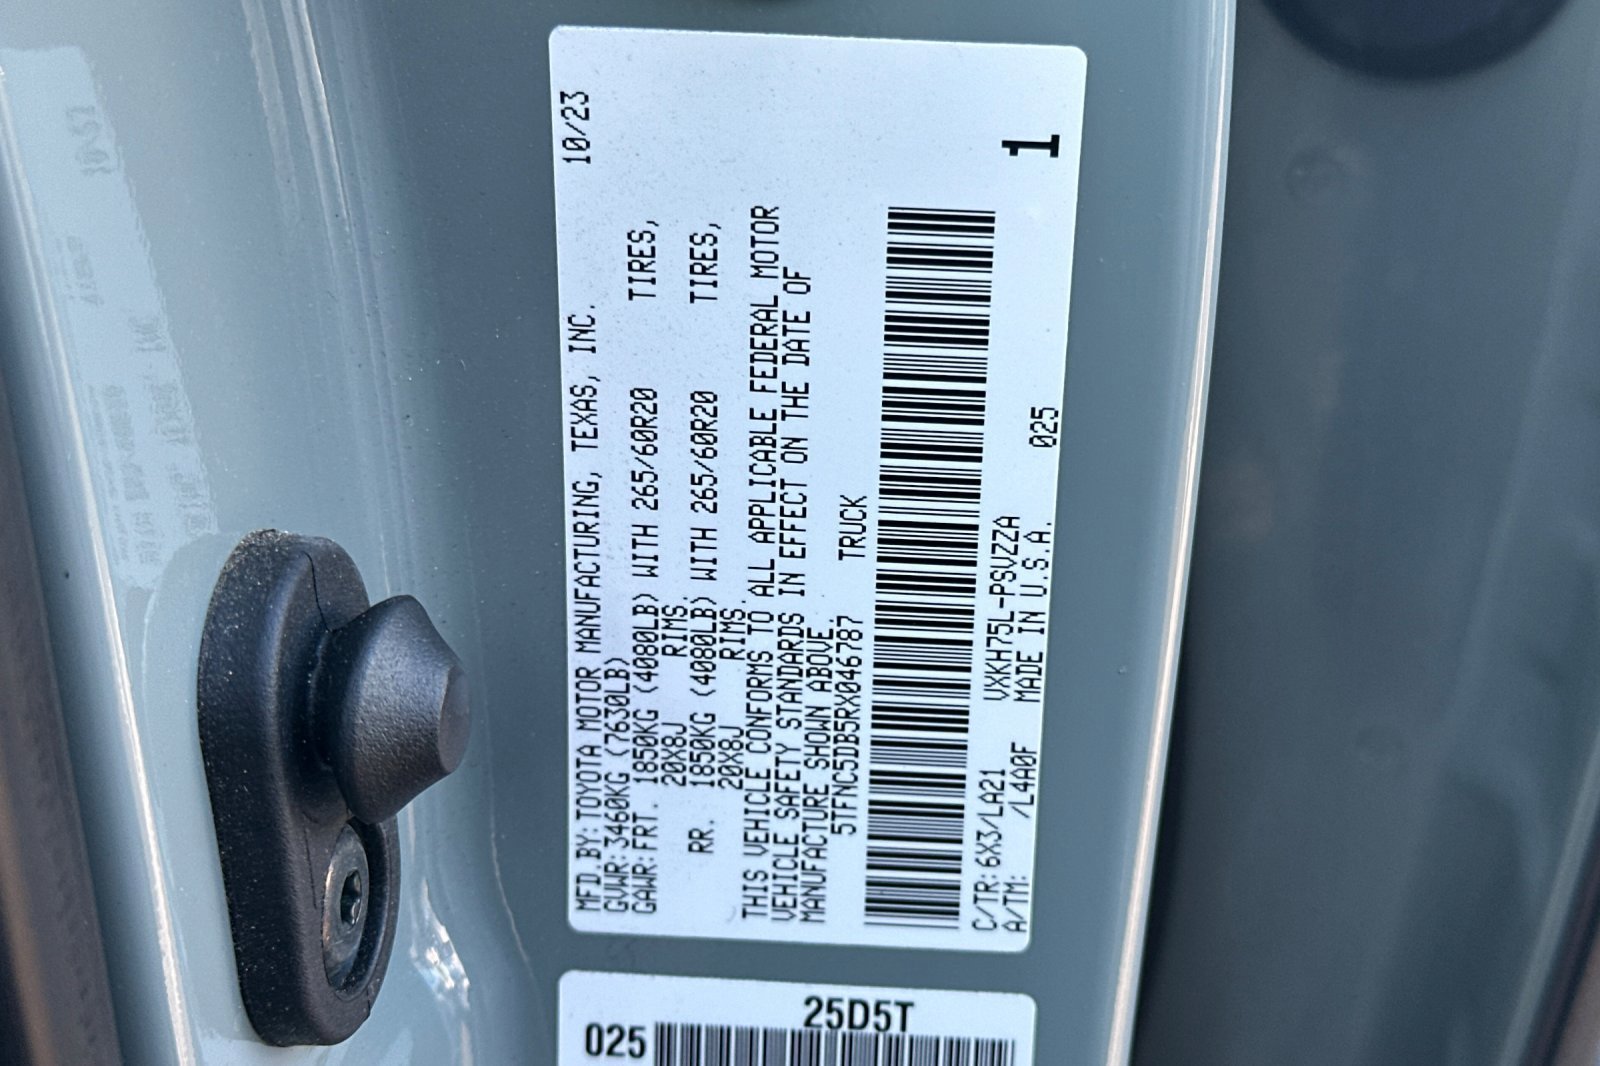 MFD.BY:TOYOTA MOTOR MANUFACTURING, TEXAS, INC. 10/23
GVWR:3460KG (7630LB)
GAWR:FRT. 1850KG (4080LB) WITH 265/60R20 TIRES,
20X8J RIMS.
RR. 1850KG (4080LB) WITH 265/60R20 TIRES,
20X8J RIMS.
THIS VEHICLE CONFORMS TO ALL APPLICABLE FEDERAL MOTOR
VEHICLE SAFETY STANDARDS IN EFFECT ON THE DATE OF
MANUFACTURE SHOWN ABOVE.
5TFNC5DB5RX046787 TRUCK
C/TR:6X3/LA21 VXKH75L-PSVZZA
A/TM: /L4A0F MADE IN U.S.A. 025
1
25D5T
025